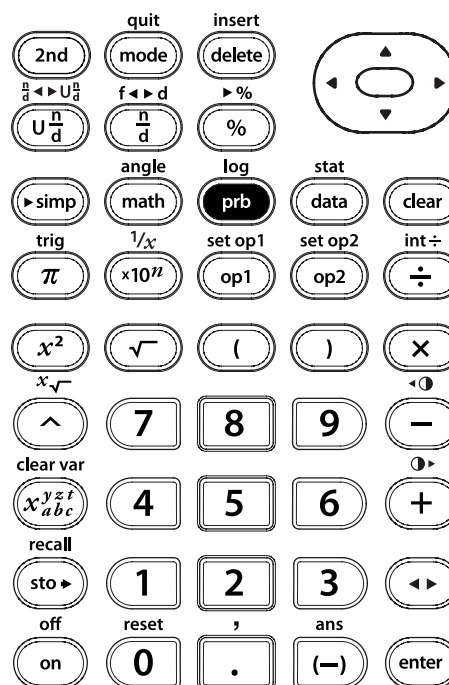 quit insert
2nd mode delete
n/d ◄► U n/d f ◄► d ►%
U n/d n/d %
angle log stat
►simp math prb data clear
trig 1/x set op1 set op2 int÷
π ×10ⁿ op1 op2 ÷
x² √ ( ) ×
x√ ◄◑
^ 7 8 9 −
clear var ◑►
x y z t a b c 4 5 6 +
recall
sto► 1 2 3 ◄►
off reset , ans
on 0 . (−) enter